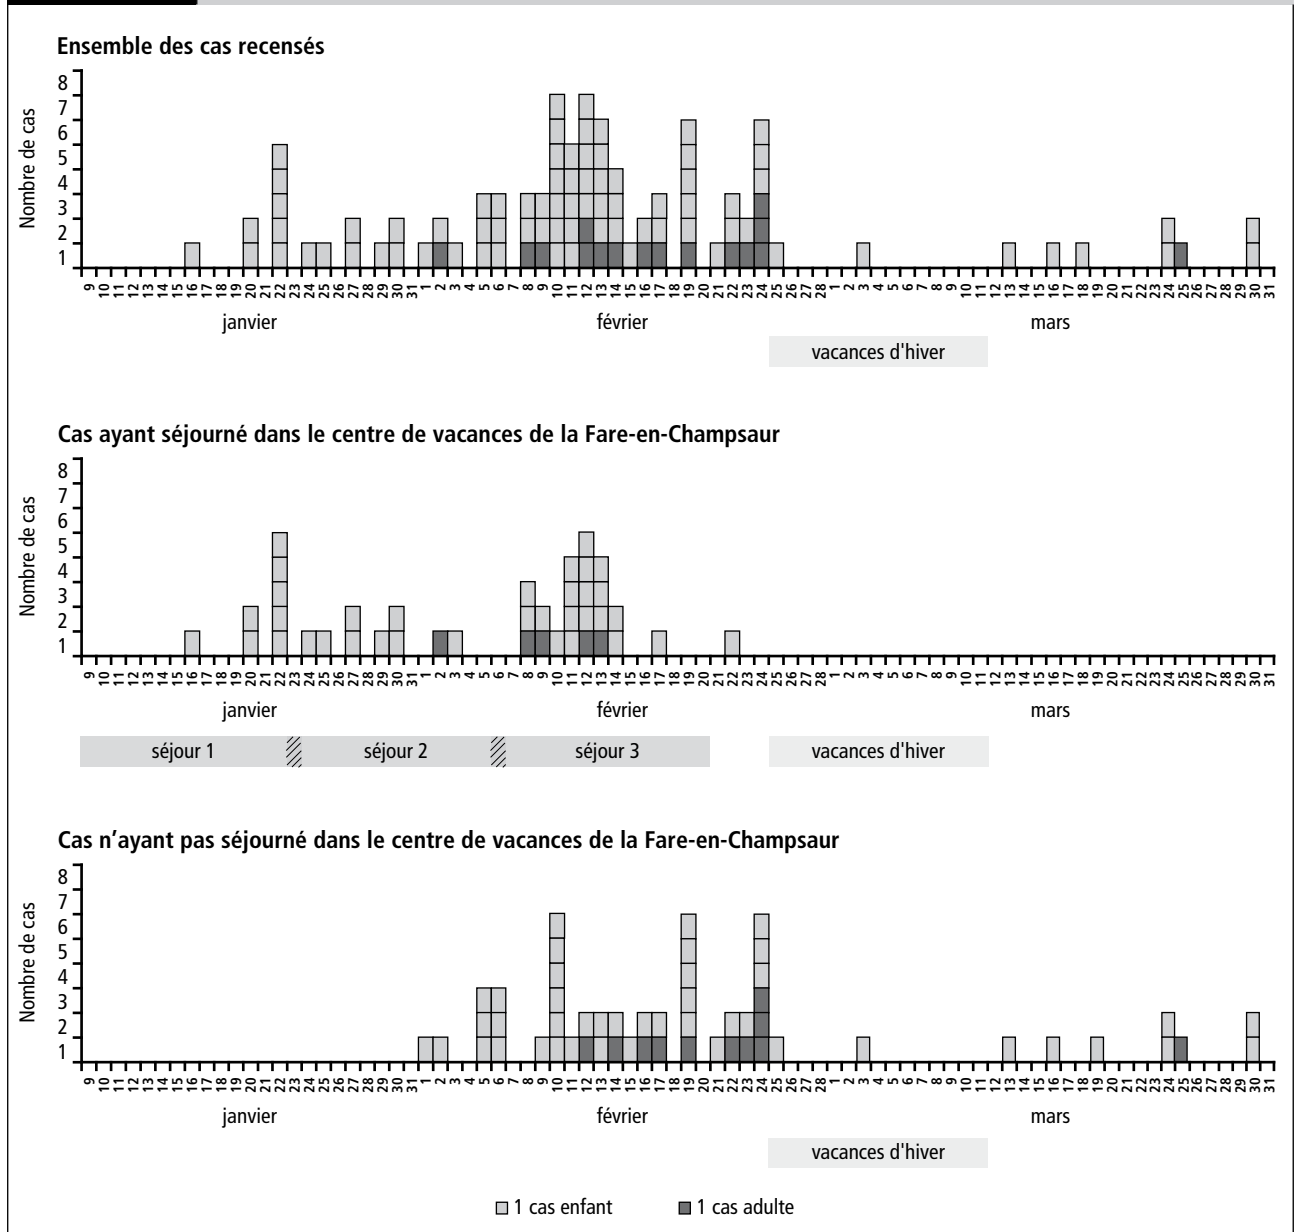 Ensemble des cas recensés
Nombre de cas
8
7
6
5
4
3
2
1
9 10 11 12 13 14 15 16 17 18 19 20 22 23 24 25 26 27 28 29 30 31 1 2 3 4 5 6 7 8 9 10 11 12 13 14 15 16 17 18 19 20 21 22 23 24 25 26 27 28 1 2 3 4 5 6 7 8 9 10 11 12 13 14 15 16 17 18 19 20 21 22 23 24 25 26 27 28 29 30 31
janvier février mars
vacances d'hiver
Cas ayant séjourné dans le centre de vacances de la Fare-en-Champsaur
Nombre de cas
8
7
6
5
4
3
2
1
9 10 11 12 13 14 15 16 17 18 19 20 22 23 24 25 26 27 28 29 30 31 1 2 3 4 5 6 7 8 9 10 11 12 13 14 15 16 17 18 19 20 21 22 23 24 25 26 27 28 1 2 3 4 5 6 7 8 9 10 11 12 13 14 15 16 17 18 19 20 21 22 23 24 25 26 27 28 29 30 31
janvier février mars
séjour 1 séjour 2 séjour 3 vacances d'hiver
Cas n’ayant pas séjourné dans le centre de vacances de la Fare-en-Champsaur
Nombre de cas
8
7
6
5
4
3
2
1
9 10 11 12 13 14 15 16 17 18 19 20 22 23 24 25 26 27 28 29 30 31 1 2 3 4 5 6 7 8 9 10 11 12 13 14 15 16 17 18 19 20 21 22 23 24 25 26 27 28 1 2 3 4 5 6 7 8 9 10 11 12 13 14 15 16 17 18 19 20 21 22 23 24 25 26 27 28 29 30 31
janvier février mars
vacances d'hiver
1 cas enfant 1 cas adulte